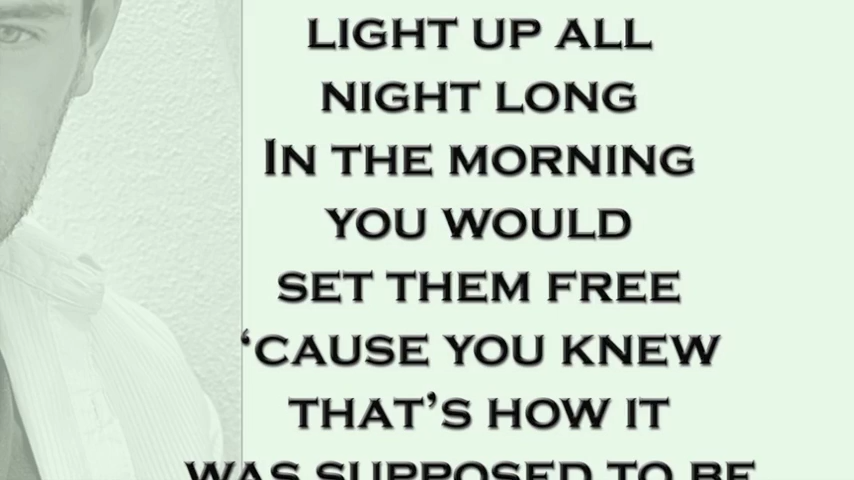 LIGHT UP ALL
NIGHT LONG
IN THE MORNING
YOU WOULD
SET THEM FREE
‘CAUSE YOU KNEW
THAT’S HOW IT
WAS SUPPOSED TO BE